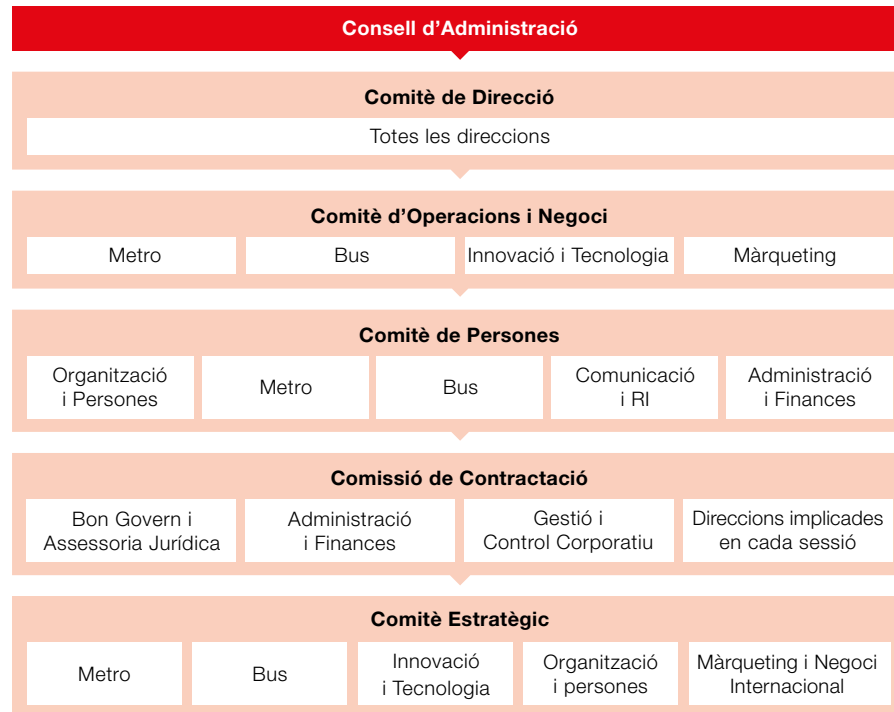 Consell d'Administració
Comitè de Direcció
Totes les direccions
Comitè d'Operacions i Negoci
Metro
Bus
Innovació i Tecnologia
Màrqueting
Comitè de Persones
Organització
i Persones
Metro
Bus
Comunicació
i RI
Administració
i Finances
Comissió de Contractació
Bon Govern i
Assessoria Jurídica
Administració
i Finances
Gestió i
Control Corporatiu
Direccions implicades
en cada sessió
Comitè Estratègic
Metro
Bus
Innovació
i Tecnologia
Organització
i persones
Màrqueting i Negoci
Internacional